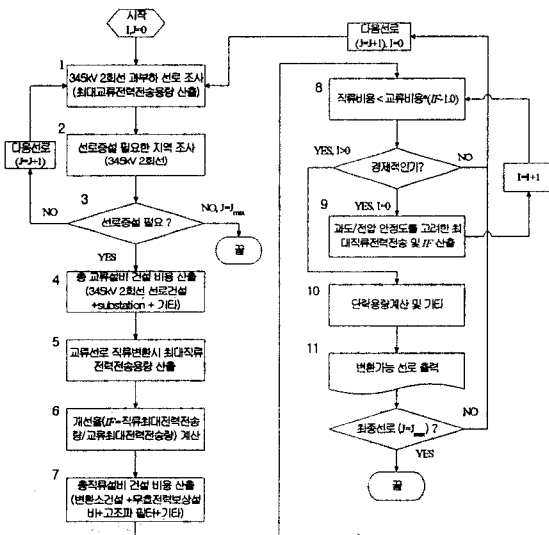 시작
I,J=0
1
345kV 2회선 과부하 선로 조사
(최대교류전력전송용량 산출)
다음선로
(J=J+1)
2
선로증설 필요한 지역 조사
(345kV 2회선)
3
선로증설 필요 ?
NO
NO, J=Jmax
끝
YES
4
총 교류설비 건설 비용 산출
(345kV 2회선 선로건설
+substation + 기타)
5
교류선로 직류변환시 최대직류
전력전송용량 산출
6
개선율(IF=직류최대전력전송
량/교류최대전력전송량) 계산
7
총직류설비 건설 비용 산출
(변환소건설 +무효전력보상설
비+고조파 필터+기타)
다음선로
(J=J+1), I=0
8
직류비용 < 교류비용*(IF-1.0)
YES, I>0
경제적인가?
NO
I=I+1
YES, I=0
9
과도/전압 안정도를 고려한 최
대직류전력전송 및 IF 산출
10
단락용량계산 및 기타
11
변환가능 선로 출력
최종선로 (J=Jmax) ?
NO
YES
끝